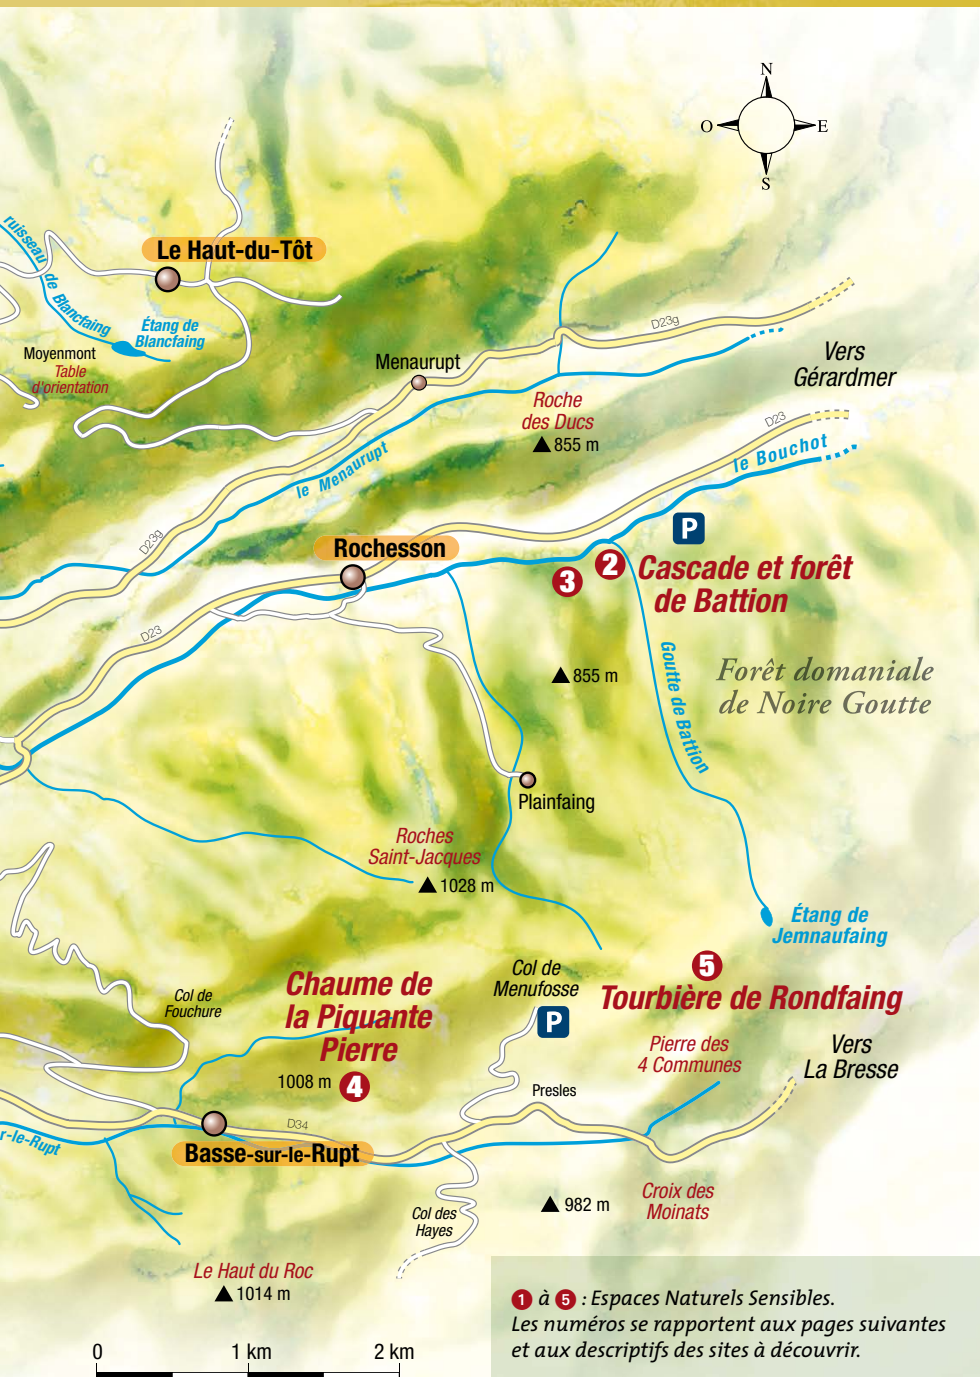 N
O
E
S
ruisseau de Blancfaing
Le Haut-du-Tôt
Étang de
Blancfaing
Moyenmont
Table
d'orientation
D23g
Menaurupt
Vers
Gérardmer
Roche
des Ducs
855 m
D23
le Bouchot
le Menaurupt
P
D23g
Rochesson
3
2
Cascade et forêt
de Battion
D23
Goutte de Battion
855 m
Forêt domaniale
de Noire Goutte
Plainfaing
Roches
Saint-Jacques
1028 m
Étang de
Jemnaufaing
5
Tourbière de Rondfaing
Col de
Menufosse
P
Col de
Fouchure
Chaume de
la Piquante
Pierre
1008 m
4
Pierre des
4 Communes
Vers
La Bresse
Presles
D34
r-le-Rupt
Basse-sur-le-Rupt
982 m
Croix des
Moinats
Col des
Hayes
Le Haut du Roc
1014 m
1 à 5 : Espaces Naturels Sensibles.
Les numéros se rapportent aux pages suivantes
et aux descriptifs des sites à découvrir.
0
1 km
2 km